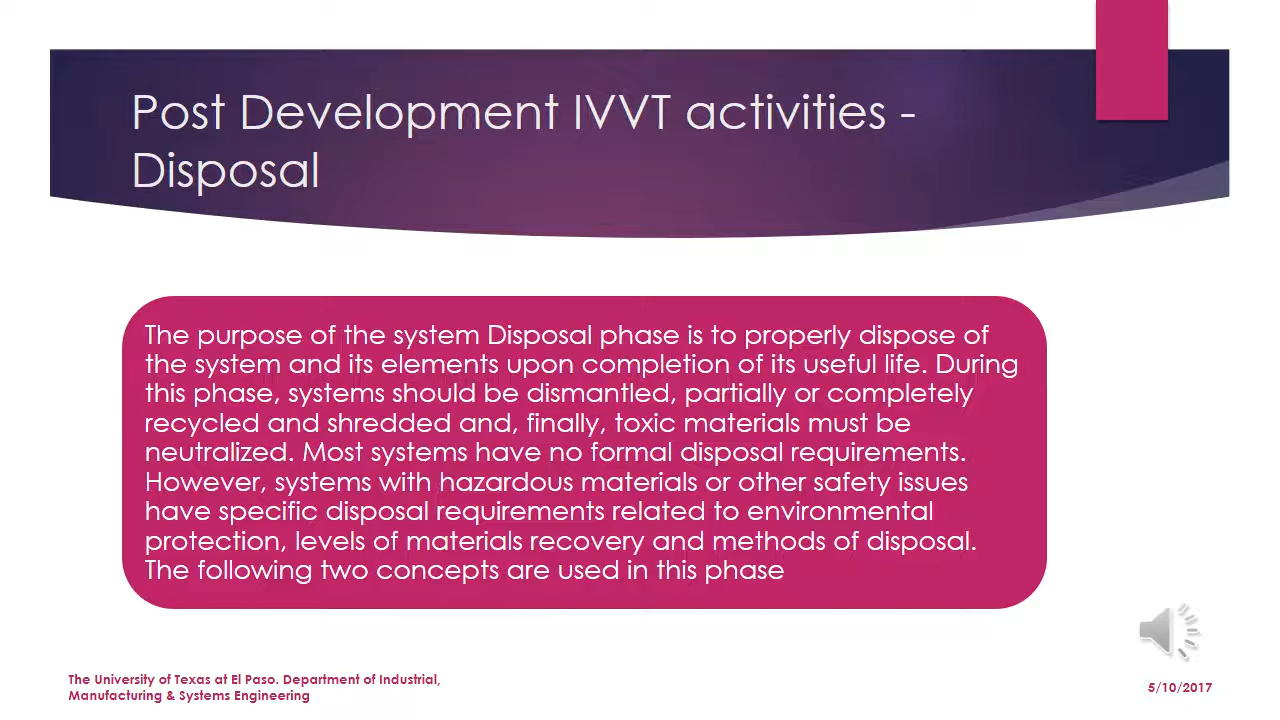 Post Development IVVT activities -
Disposal
The purpose of the system Disposal phase is to properly dispose of
the system and its elements upon completion of its useful life. During
this phase, systems should be dismantled, partially or completely
recycled and shredded and, finally, toxic materials must be
neutralized. Most systems have no formal disposal requirements.
However, systems with hazardous materials or other safety issues
have specific disposal requirements related to environmental
protection, levels of materials recovery and methods of disposal.
The following two concepts are used in this phase
The University of Texas at El Paso. Department of Industrial,
Manufacturing & Systems Engineering
5/10/2017